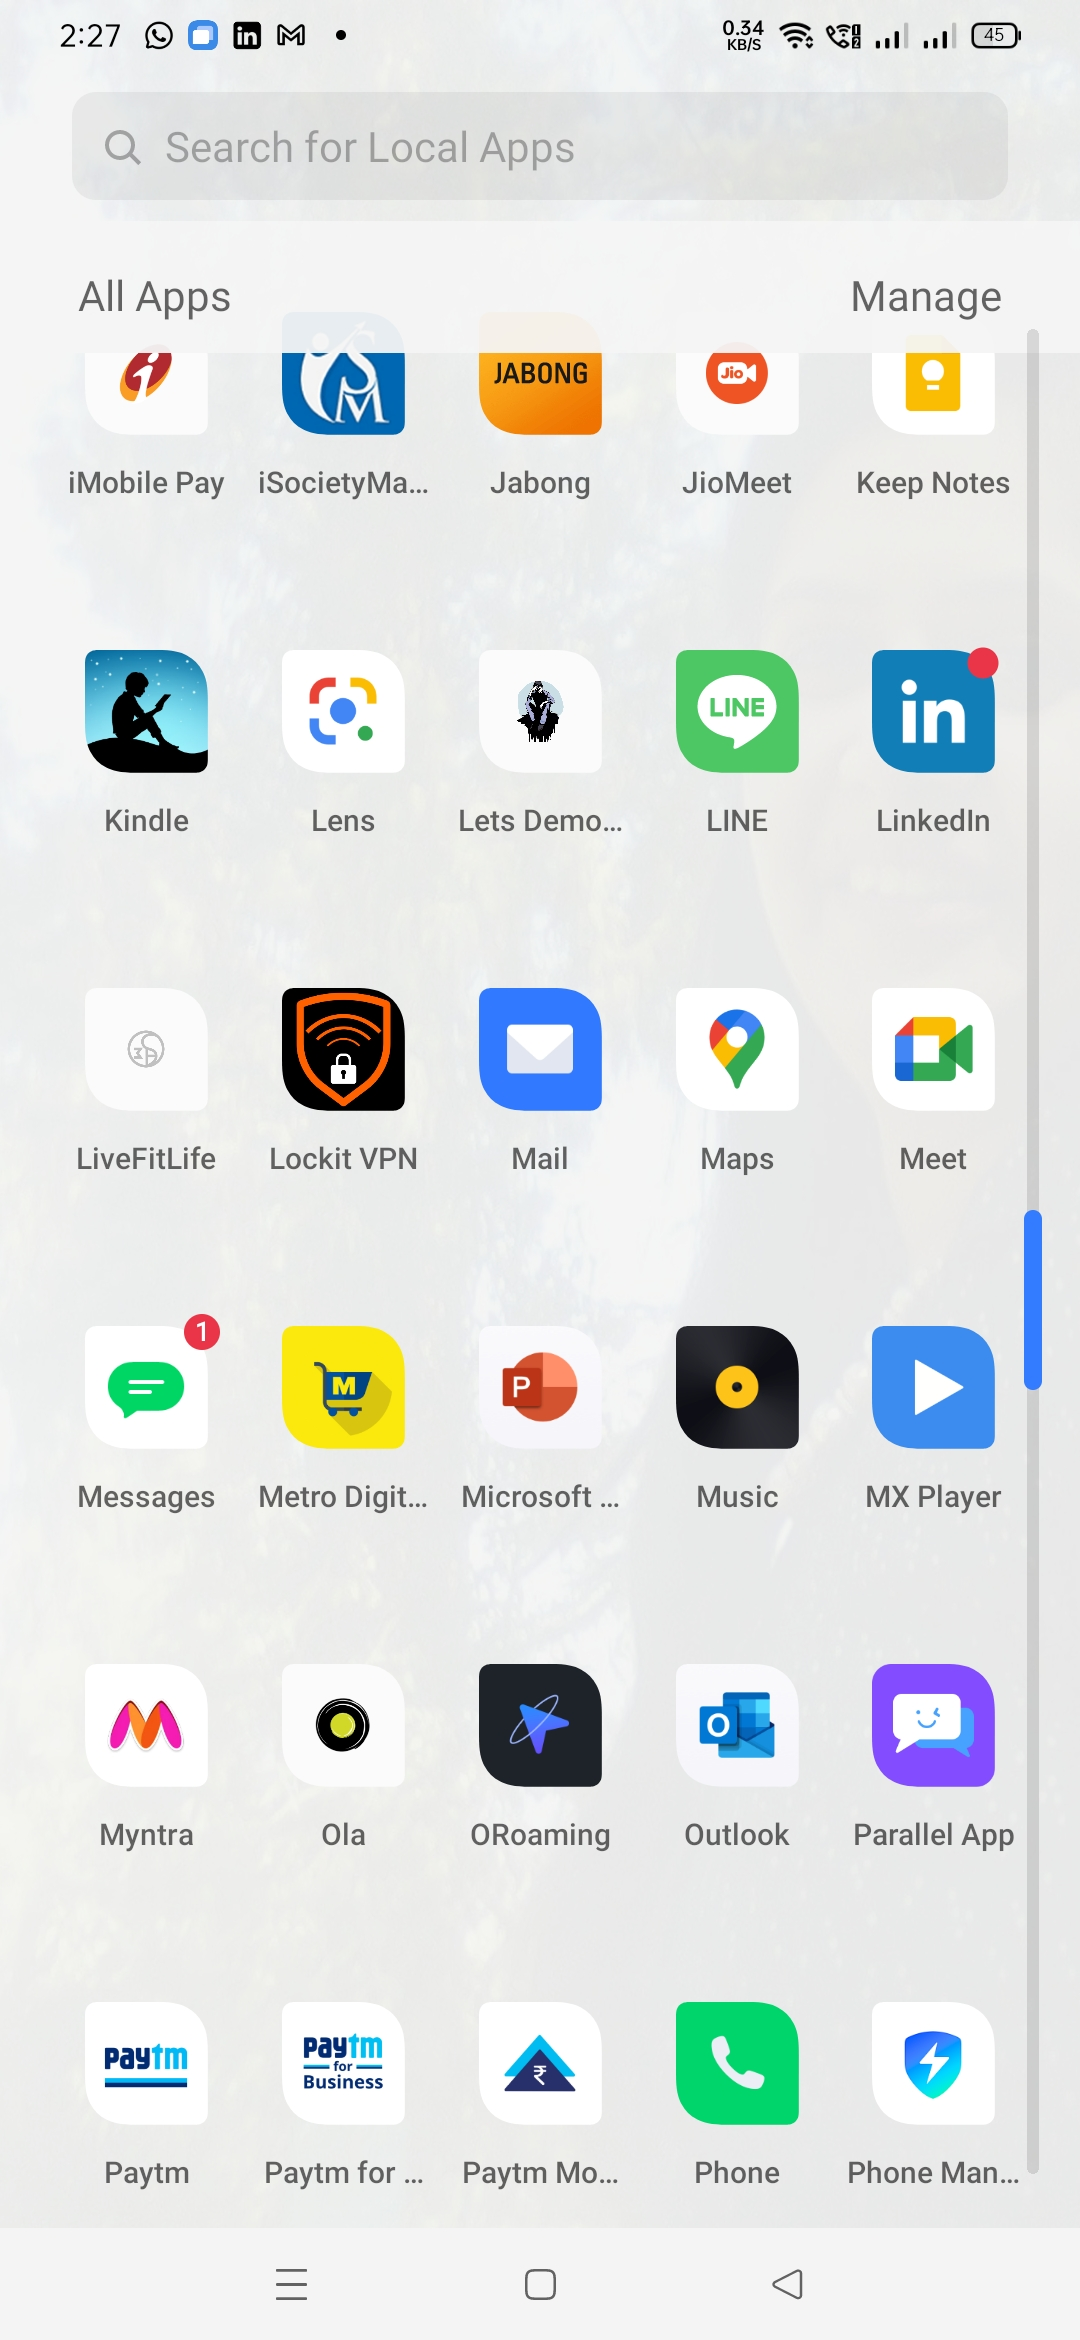 2:27
0.34
KB/S
45
Search for Local Apps
All Apps
Manage
JABONG
Jio
iMobile Pay
iSocietyMa...
Jabong
JioMeet
Keep Notes
LINE
in
Kindle
Lens
Lets Demo...
LINE
LinkedIn
LiveFitLife
Lockit VPN
Mail
Maps
Meet
1
M
P
Messages
Metro Digit...
Microsoft ...
Music
MX Player
O
Myntra
Ola
ORoaming
Outlook
Parallel App
paytm
paytm
for
Business
₹
Paytm
Paytm for ...
Paytm Mo...
Phone
Phone Man...